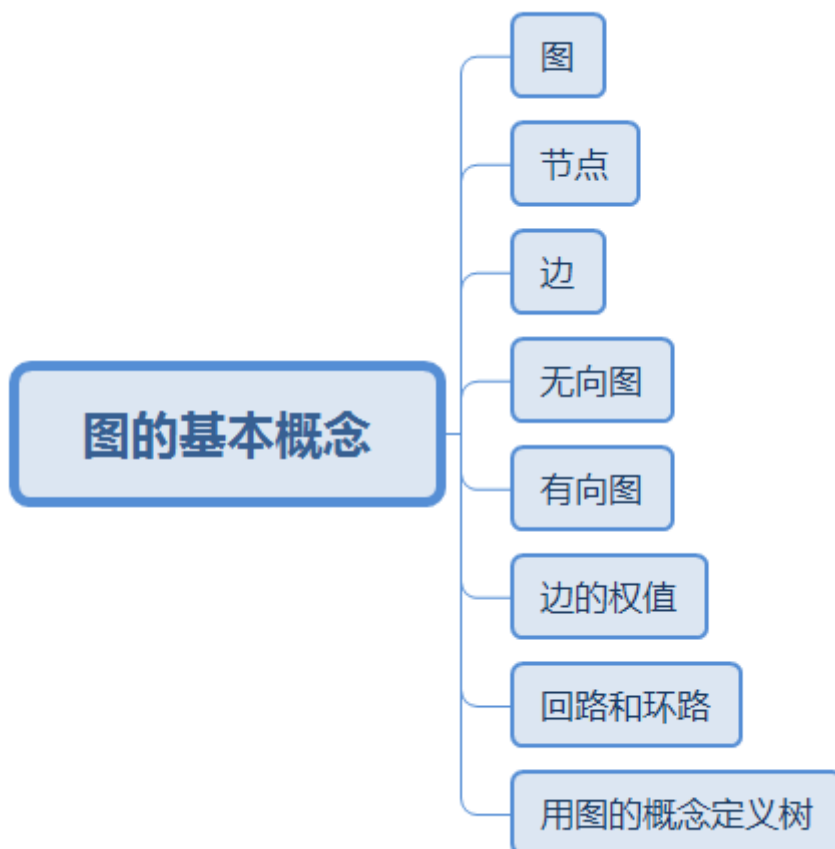 图的基本概念
图
节点
边
无向图
有向图
边的权值
回路和环路
用图的概念定义树